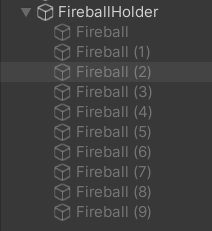 FireballHolder
Fireball
Fireball (1)
Fireball (2)
Fireball (3)
Fireball (4)
Fireball (5)
Fireball (6)
Fireball (7)
Fireball (8)
Fireball (9)